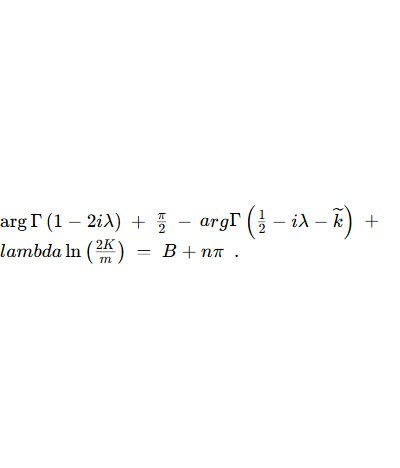 arg Γ (1 − 2iλ) + π/2 − argΓ (1/2 − iλ − k̃) +
lambda ln (2K/m) = B + nπ .